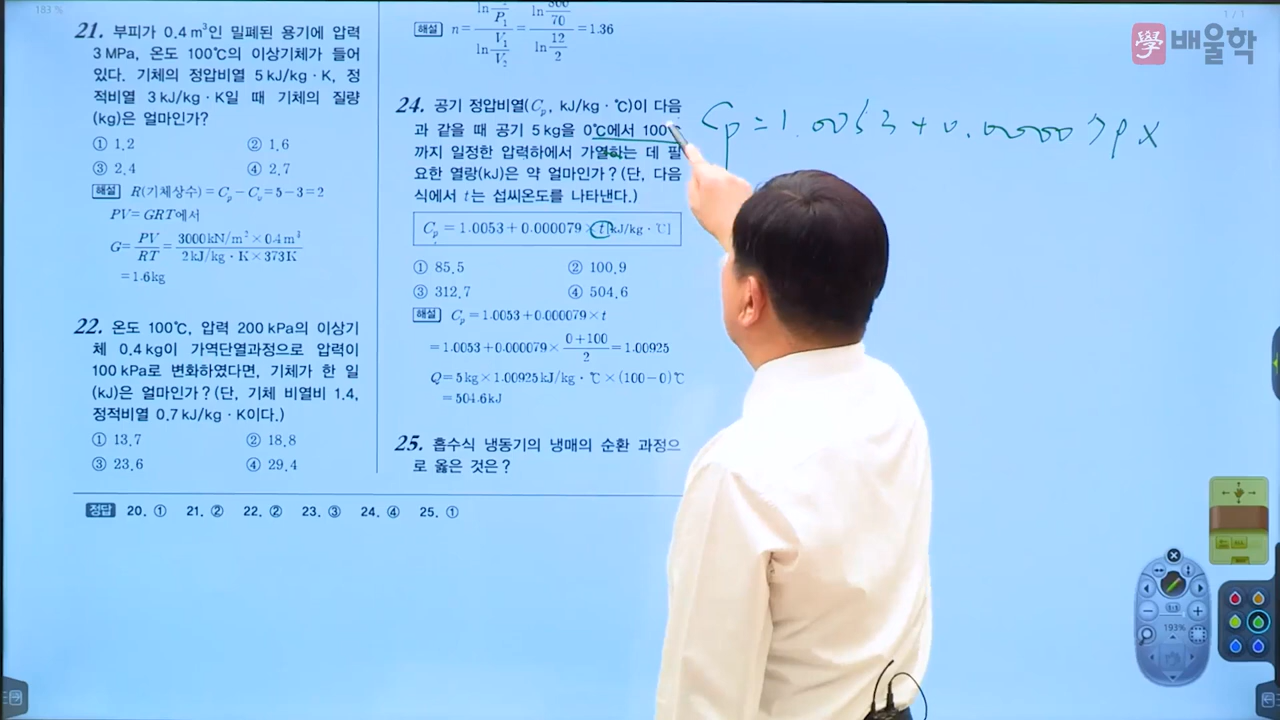 183 %
1 / 1
學 배울학
21. 부피가 0.4 m³인 밀폐된 용기에 압력
3 MPa, 온도 100℃의 이상기체가 들어
있다. 기체의 정압비열 5 kJ/kg · K, 정
적비열 3 kJ/kg · K일 때 기체의 질량
(kg)은 얼마인가?
① 1.2 ② 1.6
③ 2.4 ④ 2.7
해설 R(기체상수) = Cp − Cv = 5 − 3 = 2
PV = GRT에서
G = PV/RT = 3000kN/m² × 0.4m³ / 2kJ/kg · K × 373K
= 1.6kg
22. 온도 100℃, 압력 200 kPa의 이상기
체 0.4 kg이 가역단열과정으로 압력이
100 kPa로 변화하였다면, 기체가 한 일
(kJ)은 얼마인가? (단, 기체 비열비 1.4,
정적비열 0.7 kJ/kg · K이다.)
① 13.7 ② 18.8
③ 23.6 ④ 29.4
해설 n = ln P₁ / ln V₁/V₂ = ln 70 / ln 12/2 = 1.36
24. 공기 정압비열(Cp, kJ/kg · ℃)이 다음
과 같을 때 공기 5 kg을 0℃에서 100
까지 일정한 압력하에서 가열하는 데 필
요한 열량(kJ)은 약 얼마인가? (단, 다음
식에서 t는 섭씨온도를 나타낸다.)
Cp = 1.0053 + 0.000079 × t[kJ/kg · ℃]
① 85.5 ② 100.9
③ 312.7 ④ 504.6
해설 Cp = 1.0053 + 0.000079 × t
= 1.0053 + 0.000079 × 0+100/2 = 1.00925
Q = 5kg × 1.00925kJ/kg · ℃ × (100 − 0)℃
= 504.6kJ
25. 흡수식 냉동기의 냉매의 순환 과정으
로 옳은 것은?
정답 20. ① 21. ② 22. ② 23. ③ 24. ④ 25. ①
Cp = 1.0053 + 0.000079 x
193%